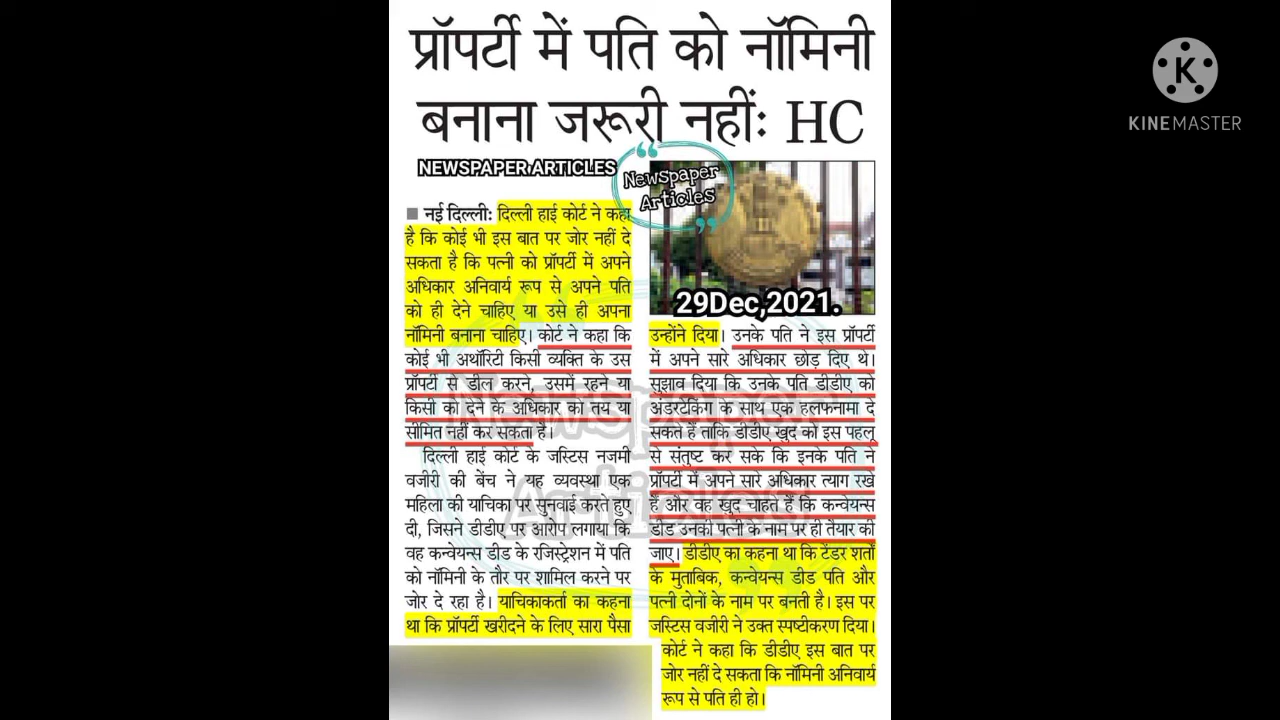 प्रॉपर्टी में पति को नॉमिनी
बनाना जरूरी नहीं: HC
KINEMASTER
NEWSPAPER ARTICLES
Newspaper
Articles
29Dec,2021.
■ नई दिल्ली: दिल्ली हाई कोर्ट ने कहा
है कि कोई भी इस बात पर जोर नहीं दे
सकता है कि पत्नी को प्रॉपर्टी में अपने
अधिकार अनिवार्य रूप से अपने पति
को ही देने चाहिए या उसे ही अपना
नॉमिनी बनाना चाहिए। कोर्ट ने कहा कि
कोई भी अथॉरिटी किसी व्यक्ति के उस
प्रॉपर्टी से डील करने, उसमें रहने या
किसी को देने के अधिकार को तय या
सीमित नहीं कर सकता है।
दिल्ली हाई कोर्ट के जस्टिस नजमी
वजीरी की बेंच ने यह व्यवस्था एक
महिला की याचिका पर सुनवाई करते हुए
दी, जिसने डीडीए पर आरोप लगाया कि
वह कन्वेयन्स डीड के रजिस्ट्रेशन में पति
को नॉमिनी के तौर पर शामिल करने पर
जोर दे रहा है। याचिकाकर्ता का कहना
था कि प्रॉपर्टी खरीदने के लिए सारा पैसा
उन्होंने दिया। उनके पति ने इस प्रॉपर्टी
में अपने सारे अधिकार छोड़ दिए थे।
सुझाव दिया कि उनके पति डीडीए को
अंडरटेकिंग के साथ एक हलफनामा दे
सकते हैं ताकि डीडीए खुद को इस पहलू
से संतुष्ट कर सके कि इनके पति ने
प्रॉपर्टी में अपने सारे अधिकार त्याग रखे
हैं और वह खुद चाहते हैं कि कन्वेयन्स
डीड उनकी पत्नी के नाम पर ही तैयार की
जाए। डीडीए का कहना था कि टेंडर शर्तों
के मुताबिक, कन्वेयन्स डीड पति और
पत्नी दोनों के नाम पर बनती है। इस पर
जस्टिस वजीरी ने उक्त स्पष्टीकरण दिया।
कोर्ट ने कहा कि डीडीए इस बात पर
जोर नहीं दे सकता कि नॉमिनी अनिवार्य
रूप से पति ही हो।
Newspaper
Articles